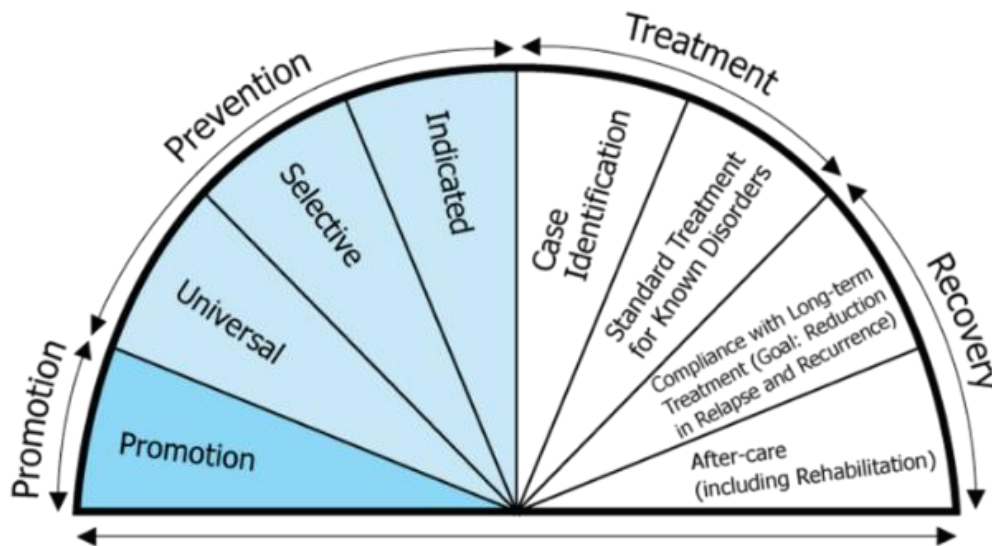 Promotion
Prevention
Treatment
Recovery
Promotion
Universal
Selective
Indicated
Case
Identification
Standard Treatment
for Known Disorders
Compliance with Long-term
Treatment (Goal: Reduction
in Relapse and Recurrence)
After-care
(including Rehabilitation)